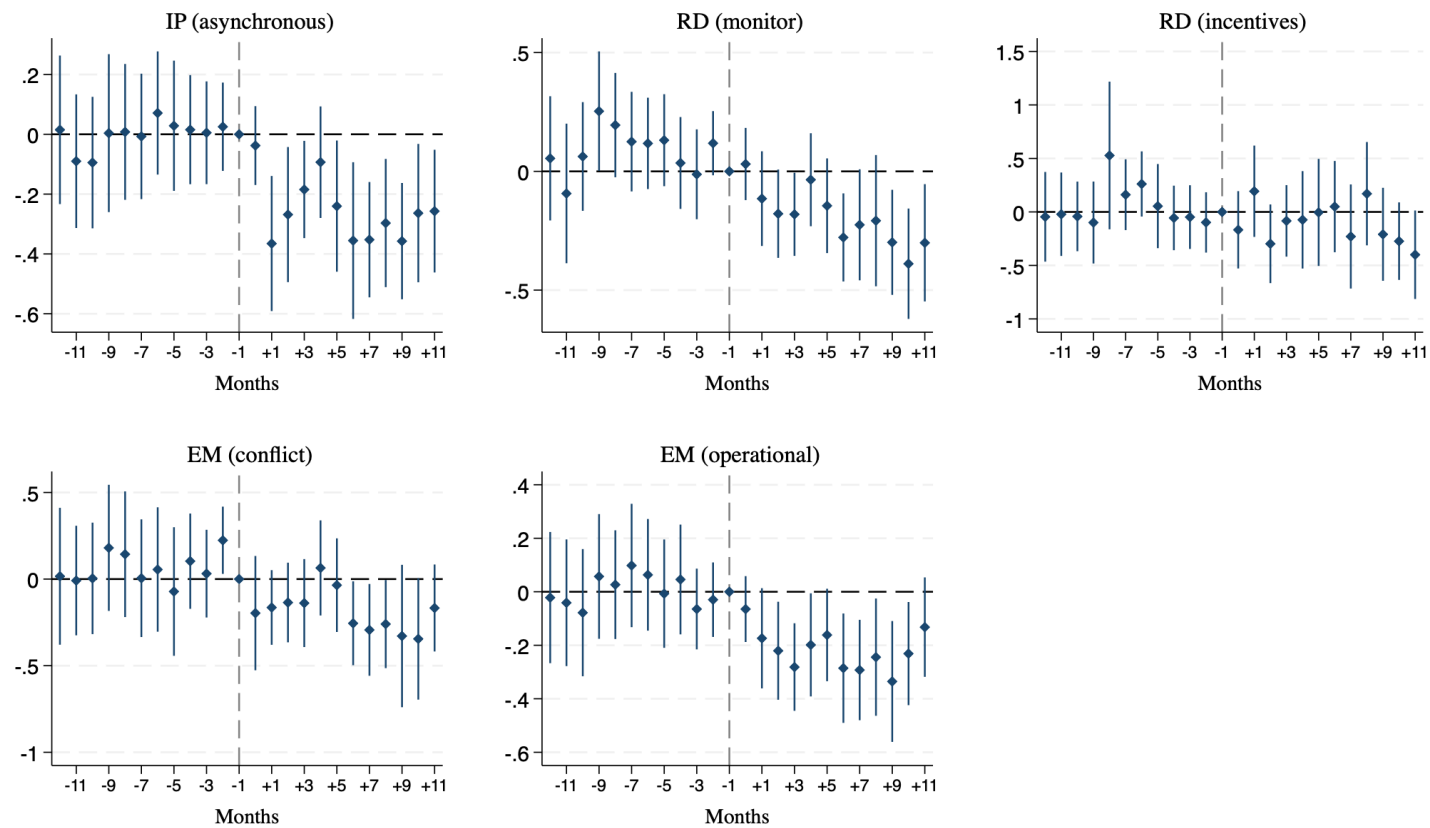 IP (asynchronous)
.2
0
-.2
-.4
-.6
-11 -9 -7 -5 -3 -1 +1 +3 +5 +7 +9 +11
Months
RD (monitor)
.5
0
-.5
-11 -9 -7 -5 -3 -1 +1 +3 +5 +7 +9 +11
Months
RD (incentives)
1.5
1
.5
0
-.5
-1
-11 -9 -7 -5 -3 -1 +1 +3 +5 +7 +9 +11
Months
EM (conflict)
.5
0
-.5
-1
-11 -9 -7 -5 -3 -1 +1 +3 +5 +7 +9 +11
Months
EM (operational)
.4
.2
0
-.2
-.4
-.6
-11 -9 -7 -5 -3 -1 +1 +3 +5 +7 +9 +11
Months